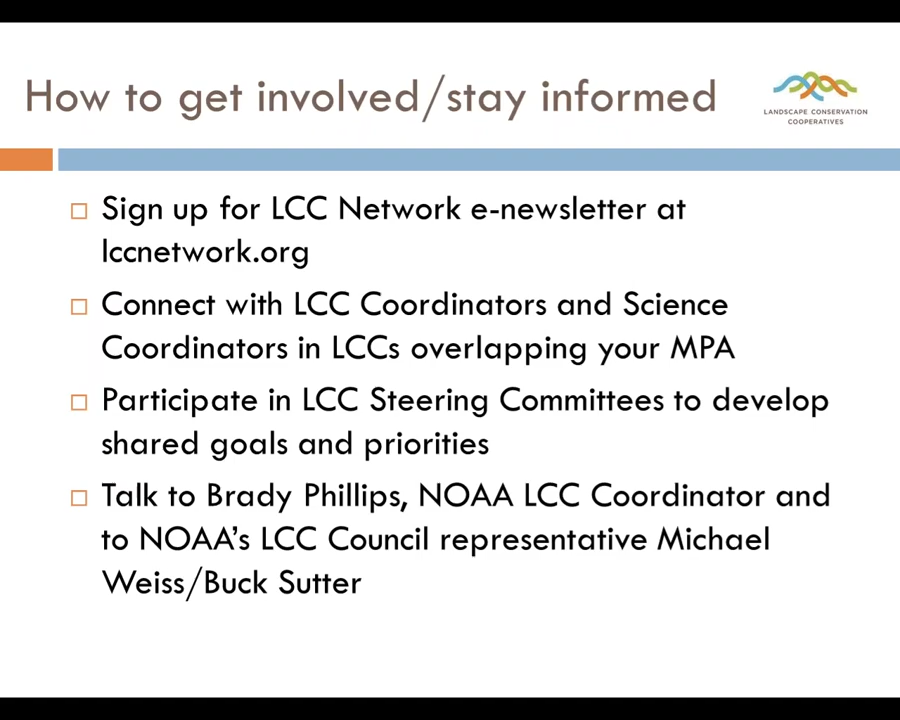 How to get involved/stay informed
LANDSCAPE CONSERVATION
COOPERATIVES
Sign up for LCC Network e-newsletter at
lccnetwork.org
Connect with LCC Coordinators and Science
Coordinators in LCCs overlapping your MPA
Participate in LCC Steering Committees to develop
shared goals and priorities
Talk to Brady Phillips, NOAA LCC Coordinator and
to NOAA’s LCC Council representative Michael
Weiss/Buck Sutter